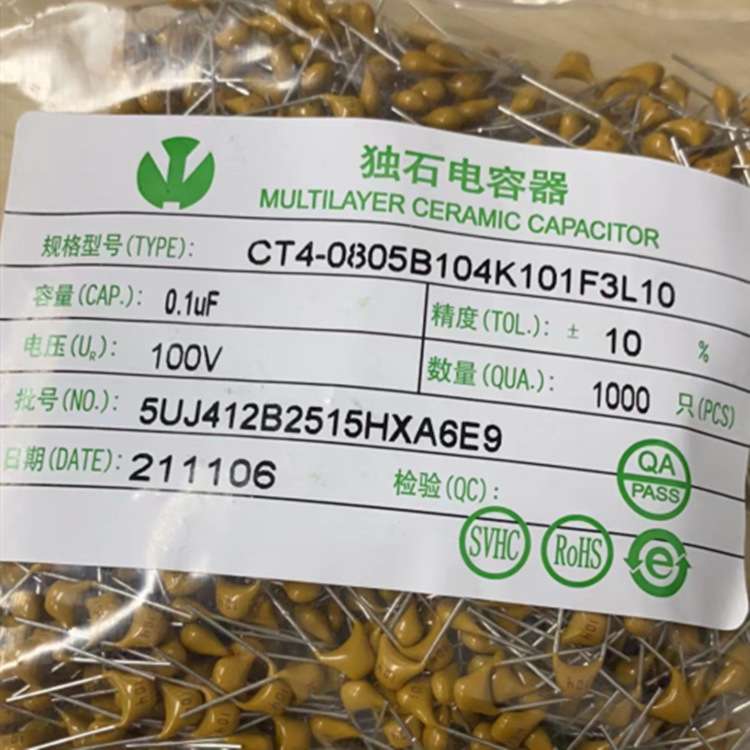 独石电容器
MULTILAYER CERAMIC CAPACITOR
规格型号(TYPE): CT4-0805B104K101F3L10
容量(CAP.): 0.1uF 精度(TOL.): ± 10 %
电压(UR): 100V 数量(QUA.): 1000 只(PCS)
批号(NO.): 5UJ412B2515HXA6E9
日期(DATE): 211106 检验(QC):
QA
PASS
SVHC RoHS e